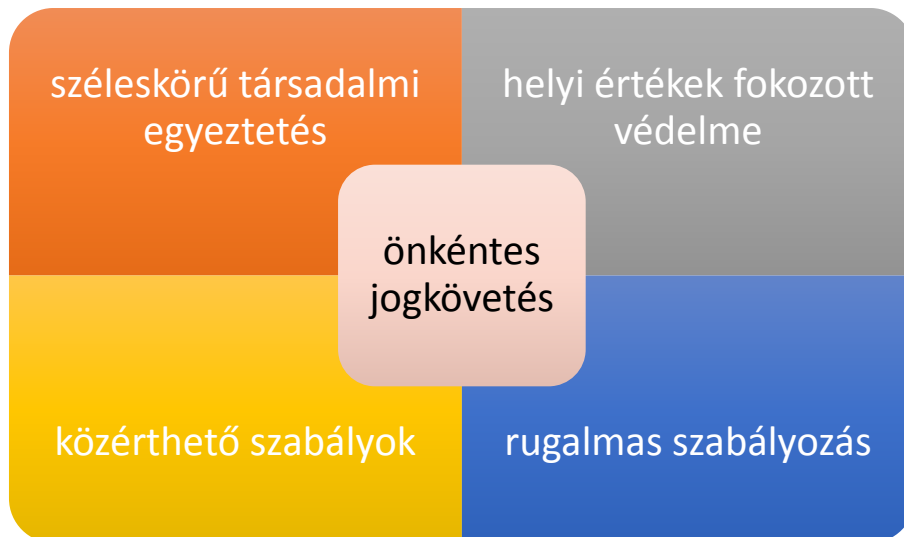 széleskörű társadalmi
egyeztetés
helyi értékek fokozott
védelme
önkéntes
jogkövetés
közérthető szabályok
rugalmas szabályozás